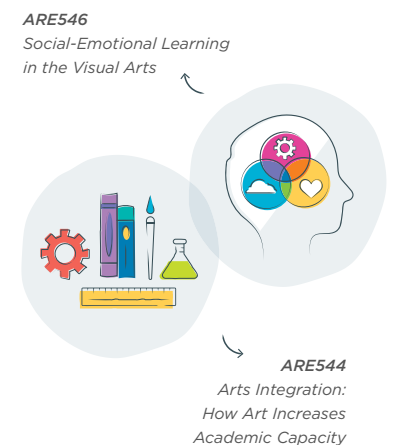 ARE546
Social-Emotional Learning
in the Visual Arts
ARE544
Arts Integration:
How Art Increases
Academic Capacity